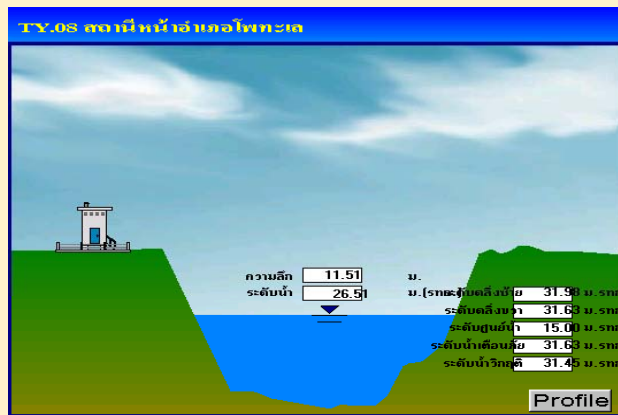 TY.08 สถานีหน้าอำเภอโพทะเล
ความลึก 11.51 ม.
ระดับน้ำ 26.51 ม.(รทก.)
ระดับตลิ่งซ้าย 31.98 ม.รทก
ระดับตลิ่งขวา 31.63 ม.รทก
ระดับศูนย์น้ำ 15.00 ม.รทก
ระดับน้ำเตือนภัย 31.63 ม.รทก
ระดับน้ำวิกฤติ 31.45 ม.รทก
Profile